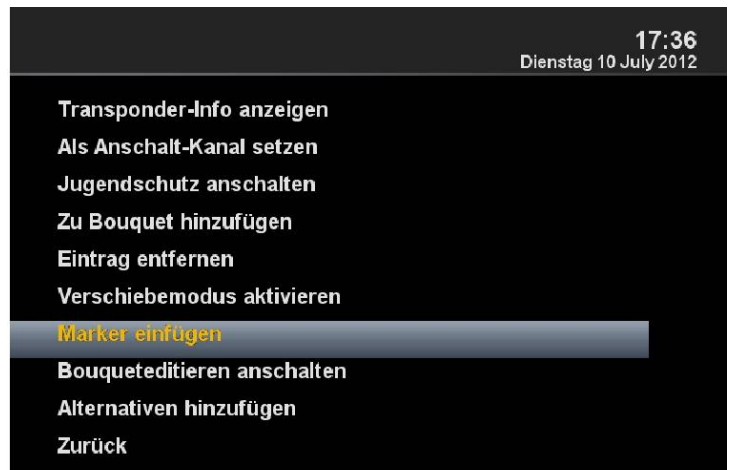 17:36
Dienstag 10 July 2012
Transponder-Info anzeigen
Als Anschalt-Kanal setzen
Jugendschutz anschalten
Zu Bouquet hinzufügen
Eintrag entfernen
Verschiebemodus aktivieren
Marker einfügen
Bouqueteditieren anschalten
Alternativen hinzufügen
Zurück